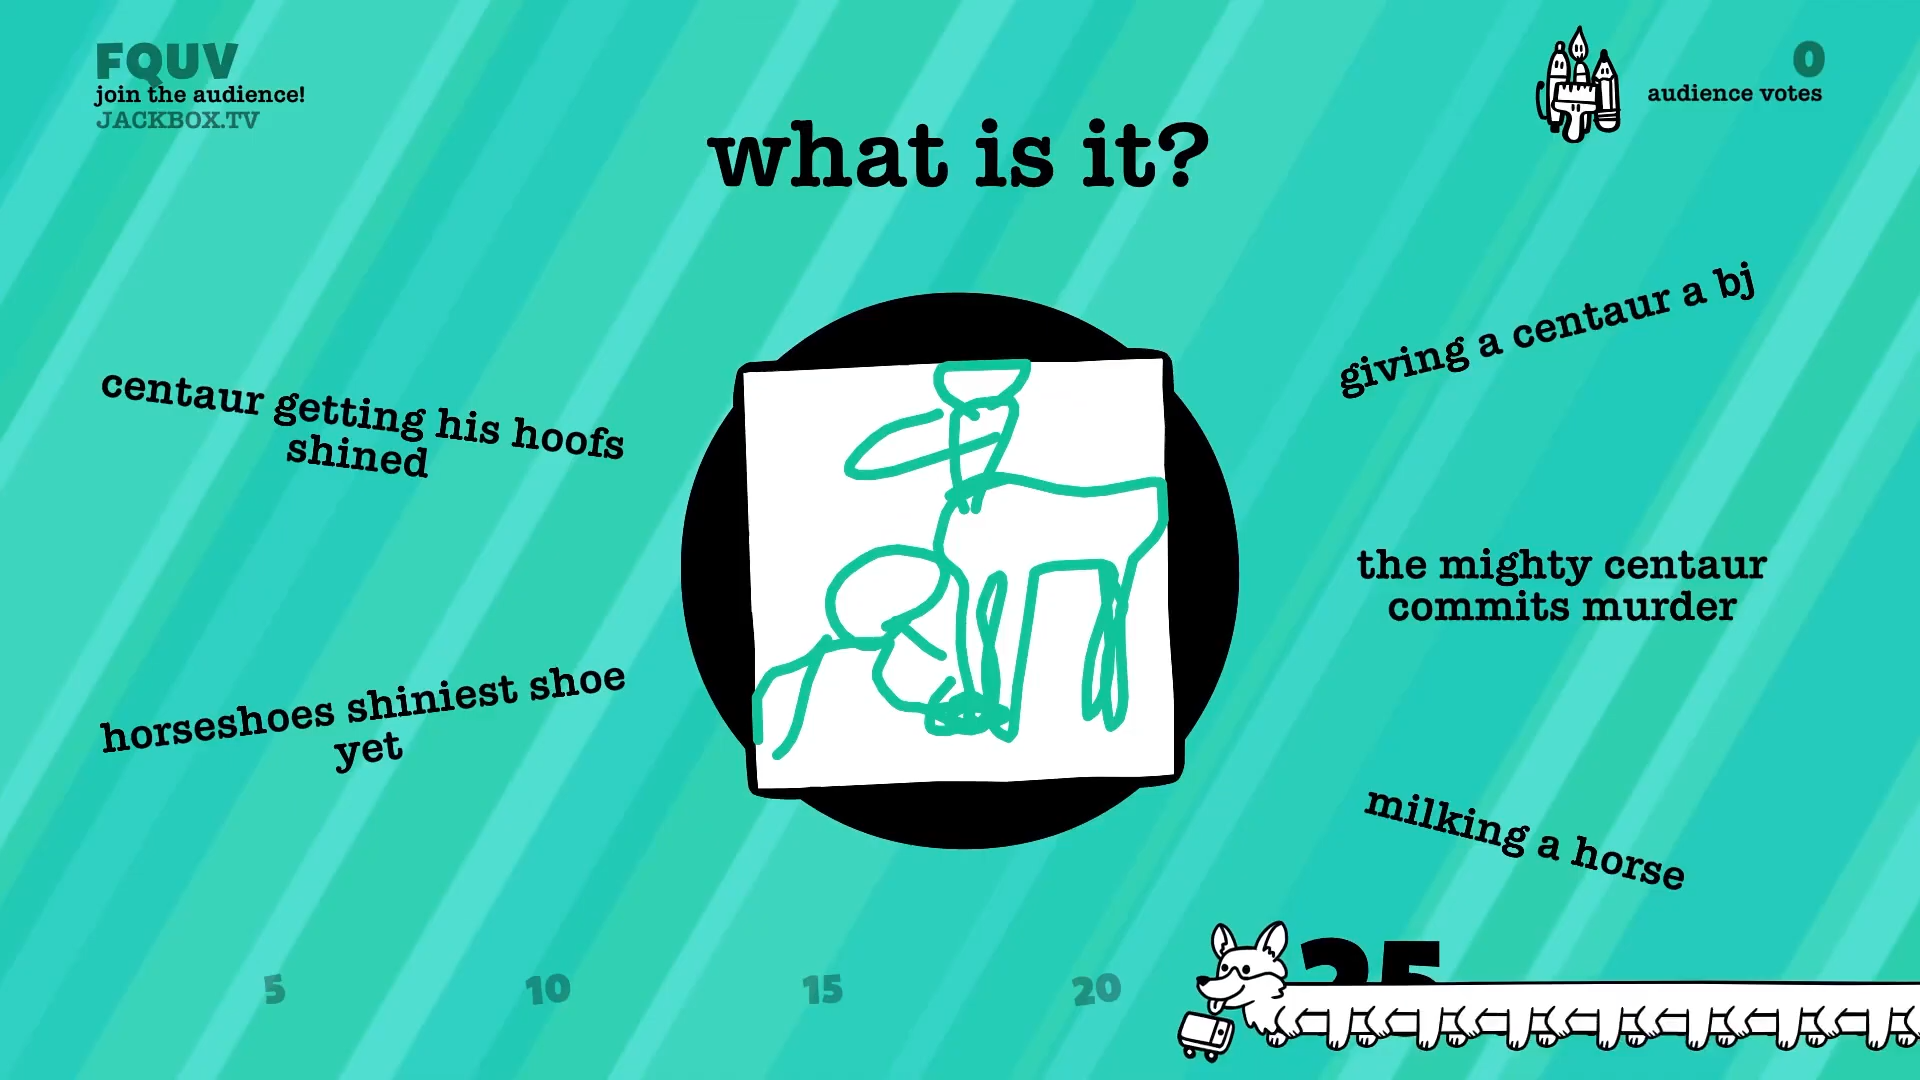 FQUV
join the audience!
JACKBOX.TV
0
audience votes
what is it?
centaur getting his hoofs
shined
horseshoes shiniest shoe
yet
giving a centaur a bj
the mighty centaur
commits murder
milking a horse
5
10
15
20
25